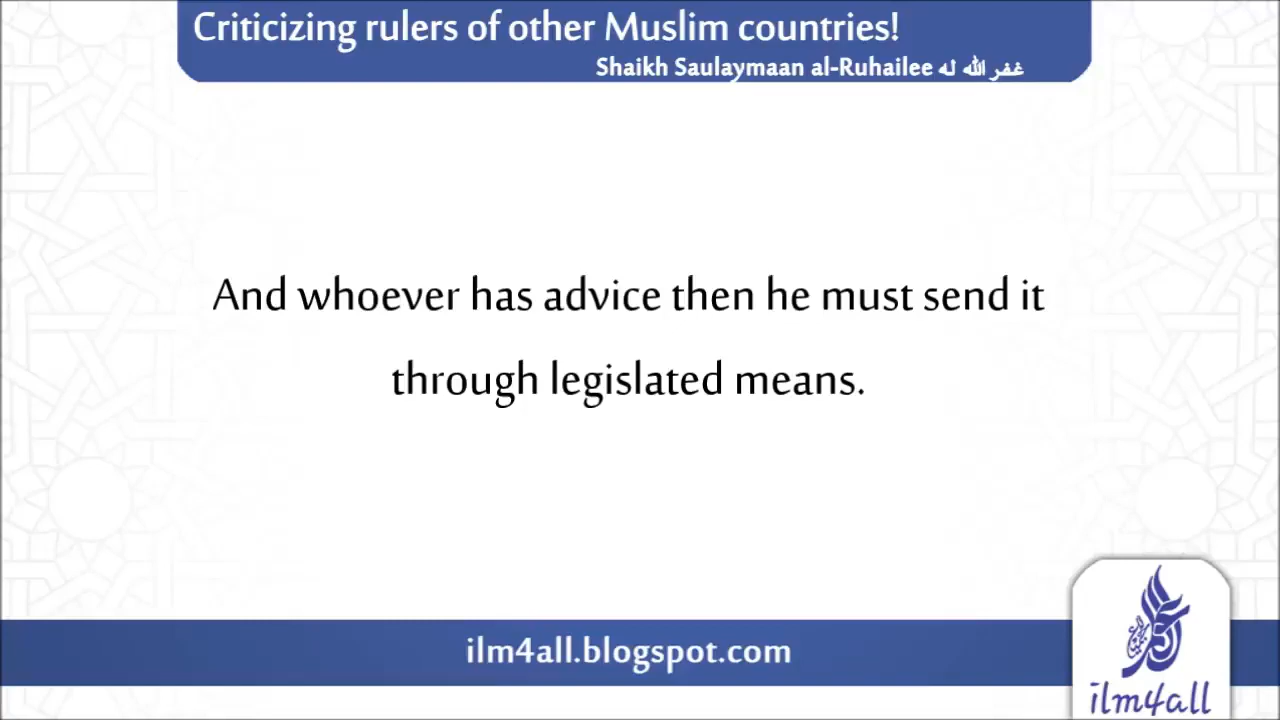 Criticizing rulers of other Muslim countries!
Shaikh Saulaymaan al-Ruhailee غفر الله له
And whoever has advice then he must send it
through legislated means.
ilm4all.blogspot.com
ilm4all